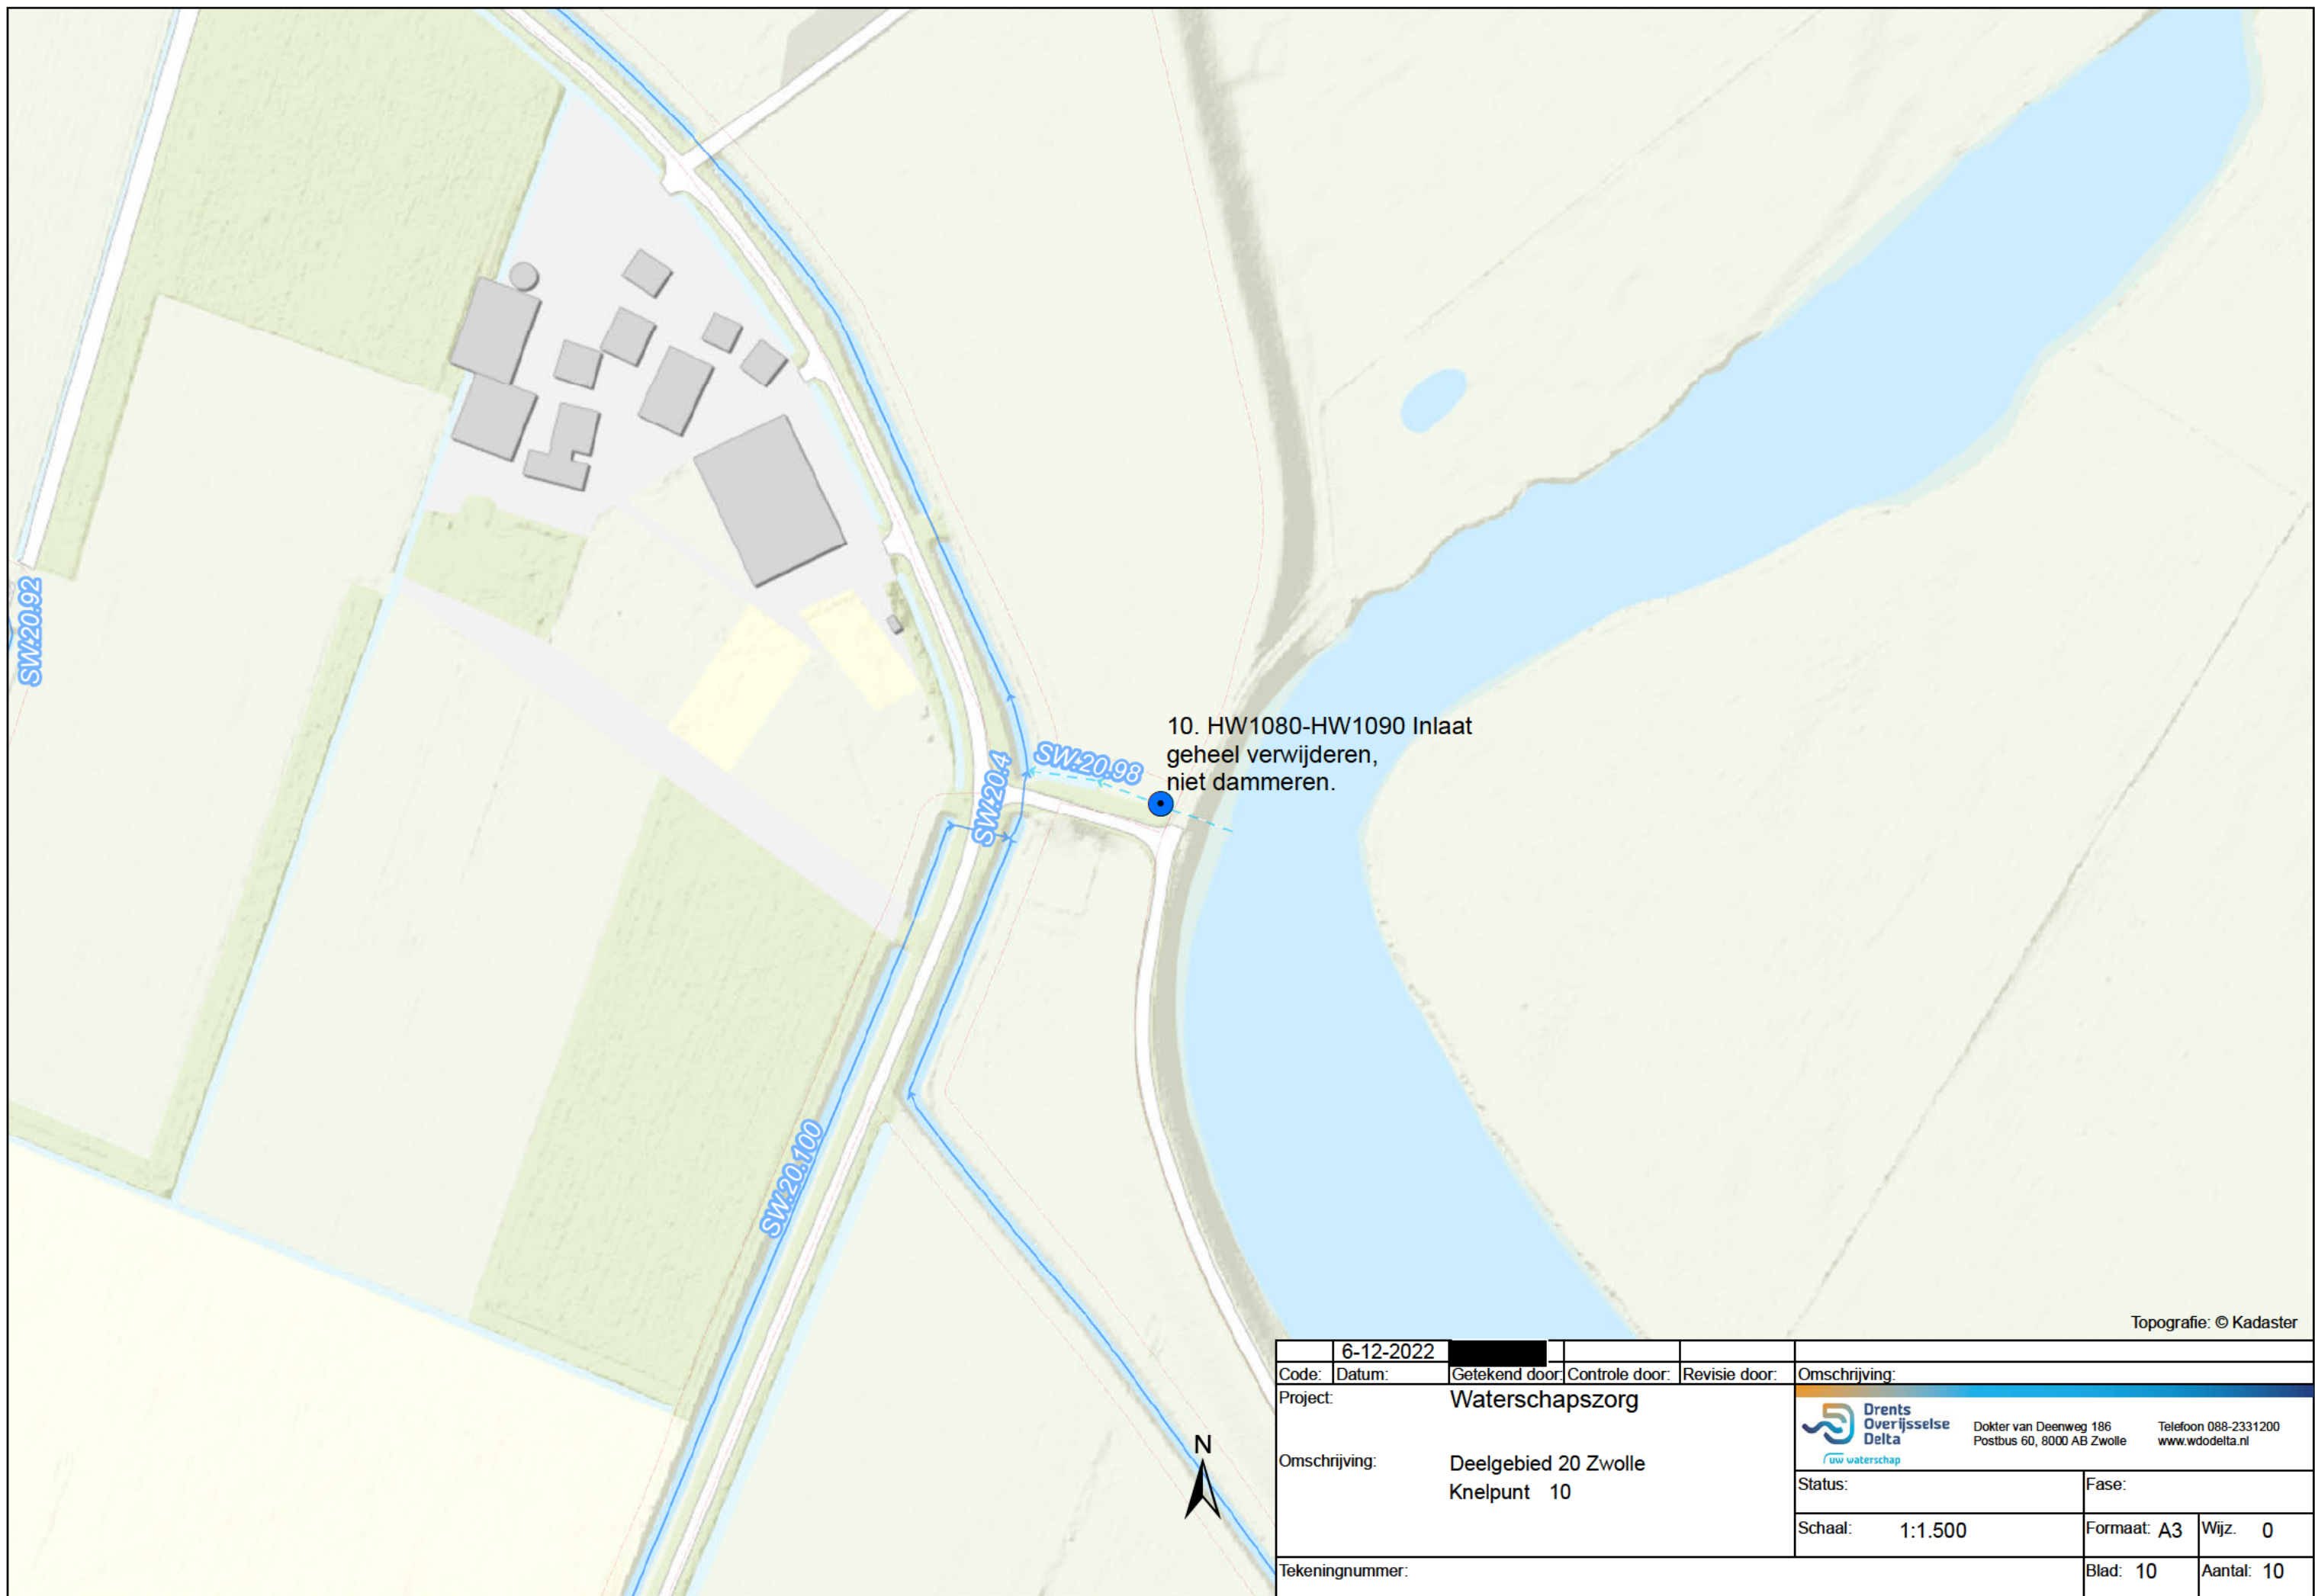 SW.20.92
SW.20.4
SW.20.98
10. HW1080-HW1090 Inlaat
geheel verwijderen,
niet dammeren.
SW.20.100
N
Topografie: © Kadaster
6-12-2022
Code: Datum: Getekend door: Controle door: Revisie door: Omschrijving:
Project: Waterschapszorg
Omschrijving: Deelgebied 20 Zwolle
Knelpunt 10
Drents
Overijsselse
Delta
uw waterschap
Dokter van Deenweg 186
Postbus 60, 8000 AB Zwolle
Telefoon 088-2331200
www.wdodelta.nl
Status: Fase:
Schaal: 1:1.500 Formaat: A3 Wijz. 0
Tekeningnummer: Blad: 10 Aantal: 10